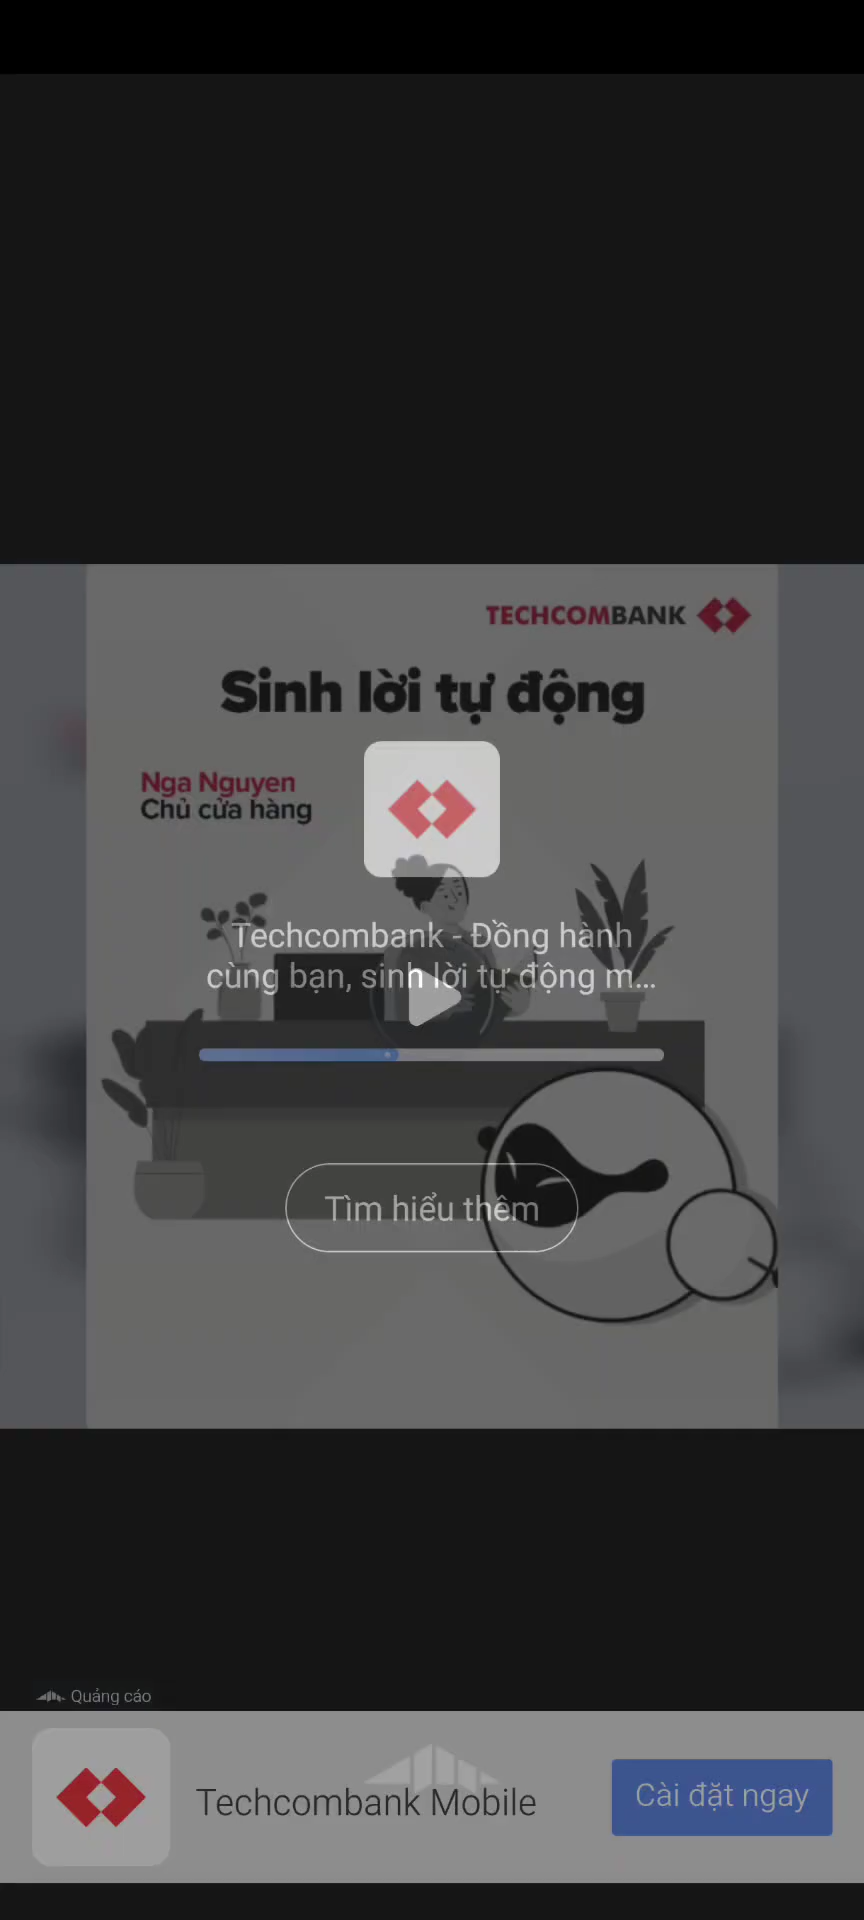 TECHCOMBANK
Sinh lời tự động
Nga Nguyen
Chủ cửa hàng
Techcombank - Đồng hành
cùng bạn, sinh lời tự động m...
Tìm hiểu thêm
Quảng cáo
Techcombank Mobile
Cài đặt ngay